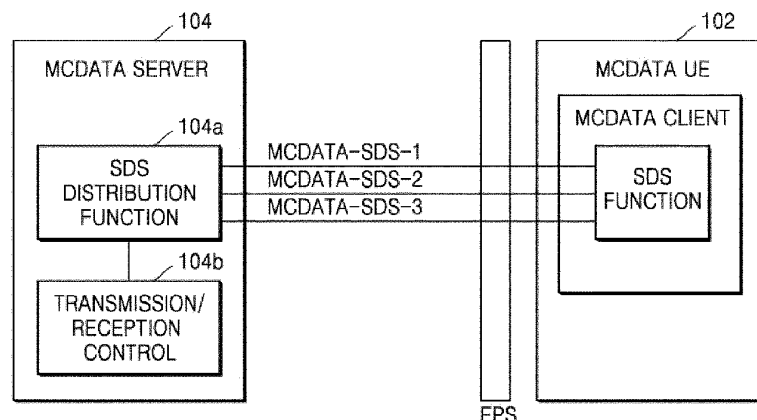 104
MCDATA SERVER
104a
SDS
DISTRIBUTION
FUNCTION
104b
TRANSMISSION/
RECEPTION
CONTROL
MCDATA-SDS-1
MCDATA-SDS-2
MCDATA-SDS-3
EPS
102
MCDATA UE
MCDATA CLIENT
SDS
FUNCTION